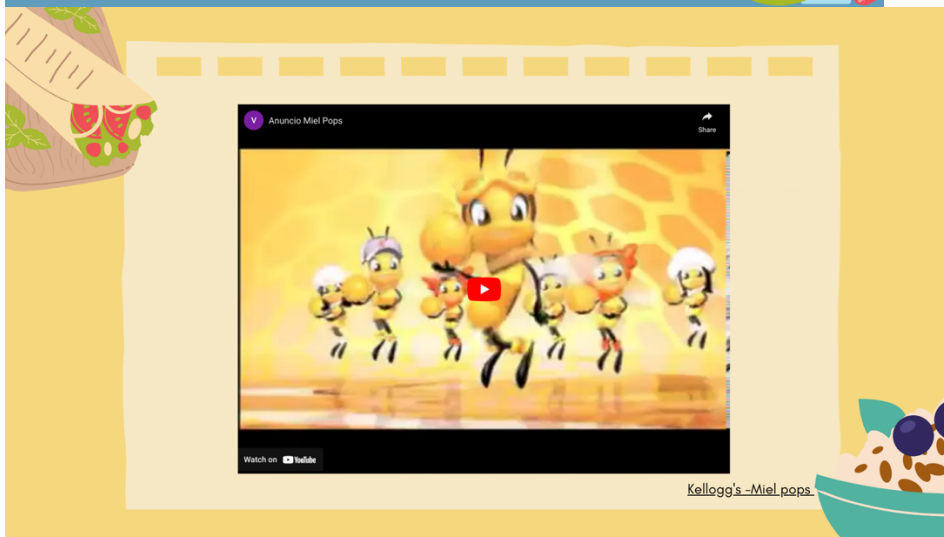 V Anuncio Miel Pops
Share
Watch on YouTube
Kellogg's -Miel pops